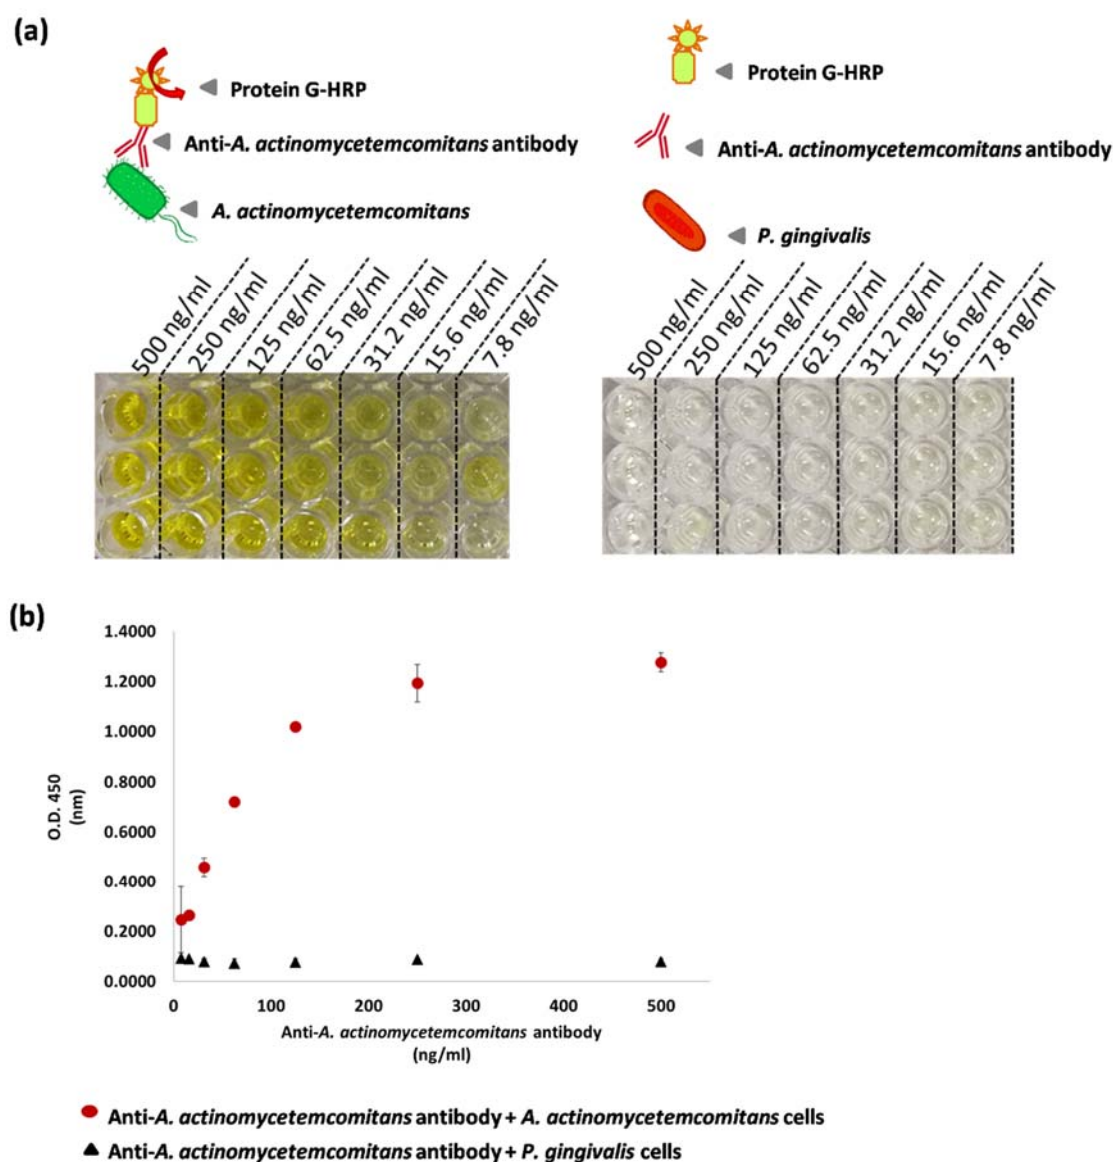 (a)
Protein G-HRP
Anti-A. actinomycetemcomitans antibody
A. actinomycetemcomitans
Protein G-HRP
Anti-A. actinomycetemcomitans antibody
P. gingivalis
500 ng/ml
250 ng/ml
125 ng/ml
62.5 ng/ml
31.2 ng/ml
15.6 ng/ml
7.8 ng/ml
500 ng/ml
250 ng/ml
125 ng/ml
62.5 ng/ml
31.2 ng/ml
15.6 ng/ml
7.8 ng/ml
(b)
1.4000
1.2000
1.0000
0.8000
0.6000
0.4000
0.2000
0.0000
O.D. 450
(nm)
0 100 200 300 400 500
Anti-A. actinomycetemcomitans antibody
(ng/ml)
Anti-A. actinomycetemcomitans antibody + A. actinomycetemcomitans cells
Anti-A. actinomycetemcomitans antibody + P. gingivalis cells